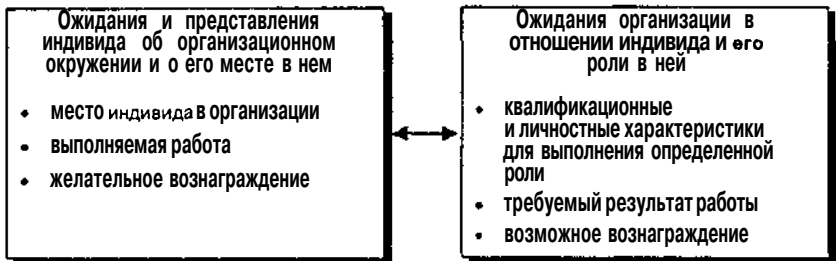 Ожидания и представления
индивида об организационном
окружении и о его месте в нем
• место индивида в организации
• выполняемая работа
• желательное вознаграждение
Ожидания организации в
отношении индивида и его
роли в ней
• квалификационные
и личностные характеристики
для выполнения определенной
роли
• требуемый результат работы
• возможное вознаграждение